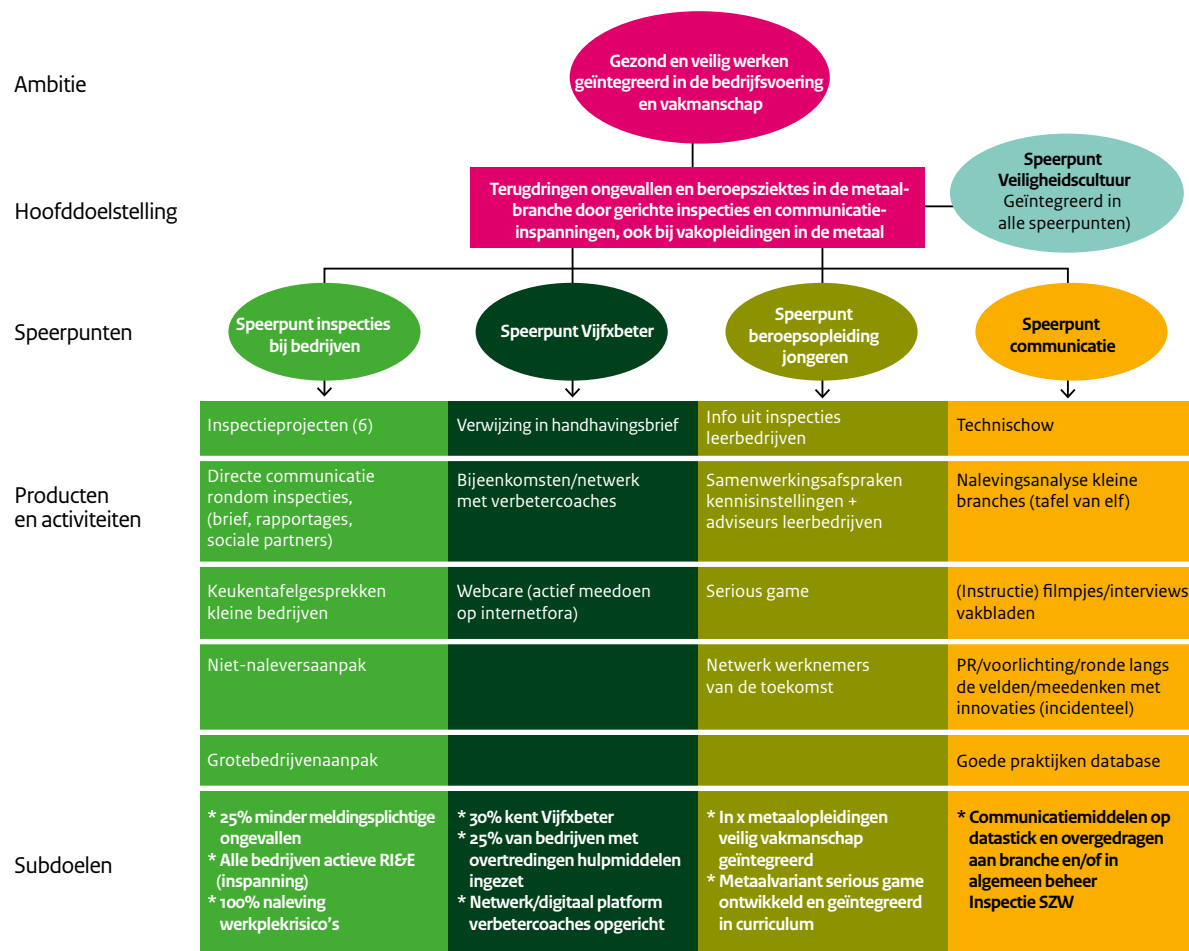 Ambitie
Gezond en veilig werken
geïntegreerd in de bedrijfsvoering
en vakmanschap
Hoofddoelstelling
Terugdringen ongevallen en beroepsziektes in de metaal-
branche door gerichte inspecties en communicatie-
inspanningen, ook bij vakopleidingen in de metaal
Speerpunt
Veiligheidscultuur
Geïntegreerd in
alle speerpunten)
Speerpunten
Speerpunt inspecties
bij bedrijven
Speerpunt Vijfxbeter
Speerpunt
beroepsopleiding
jongeren
Speerpunt
communicatie
Producten
en activiteiten
Inspectieprojecten (6)
Verwijzing in handhavingsbrief
Info uit inspecties
leerbedrijven
Technischow
Directe communicatie
rondom inspecties,
(brief, rapportages,
sociale partners)
Bijeenkomsten/netwerk
met verbetercoaches
Samenwerkingsafspraken
kennisinstellingen +
adviseurs leerbedrijven
Nalevingsanalyse kleine
branches (tafel van elf)
Keukentafelgesprekken
kleine bedrijven
Webcare (actief meedoen
op internetfora)
Serious game
(Instructie) filmpjes/interviews
vakbladen
Niet-naleversaanpak
Netwerk werknemers
van de toekomst
PR/voorlichting/ronde langs
de velden/meedenken met
innovaties (incidenteel)
Grotebedrijvenaanpak
Goede praktijken database
Subdoelen
* 25% minder meldingsplichtige
ongevallen
* Alle bedrijven actieve RI&E
(inspanning)
* 100% naleving
werkplekrisico's
* 30% kent Vijfxbeter
* 25% van bedrijven met
overtredingen hulpmiddelen
ingezet
* Netwerk/digitaal platform
verbetercoaches opgericht
* In x metaalopleidingen
veilig vakmanschap
geïntegreerd
* Metaalvariant serious game
ontwikkeld en geïntegreerd
in curriculum
* Communicatiemiddelen op
datastick en overgedragen
aan branche en/of in
algemeen beheer
Inspectie SZW